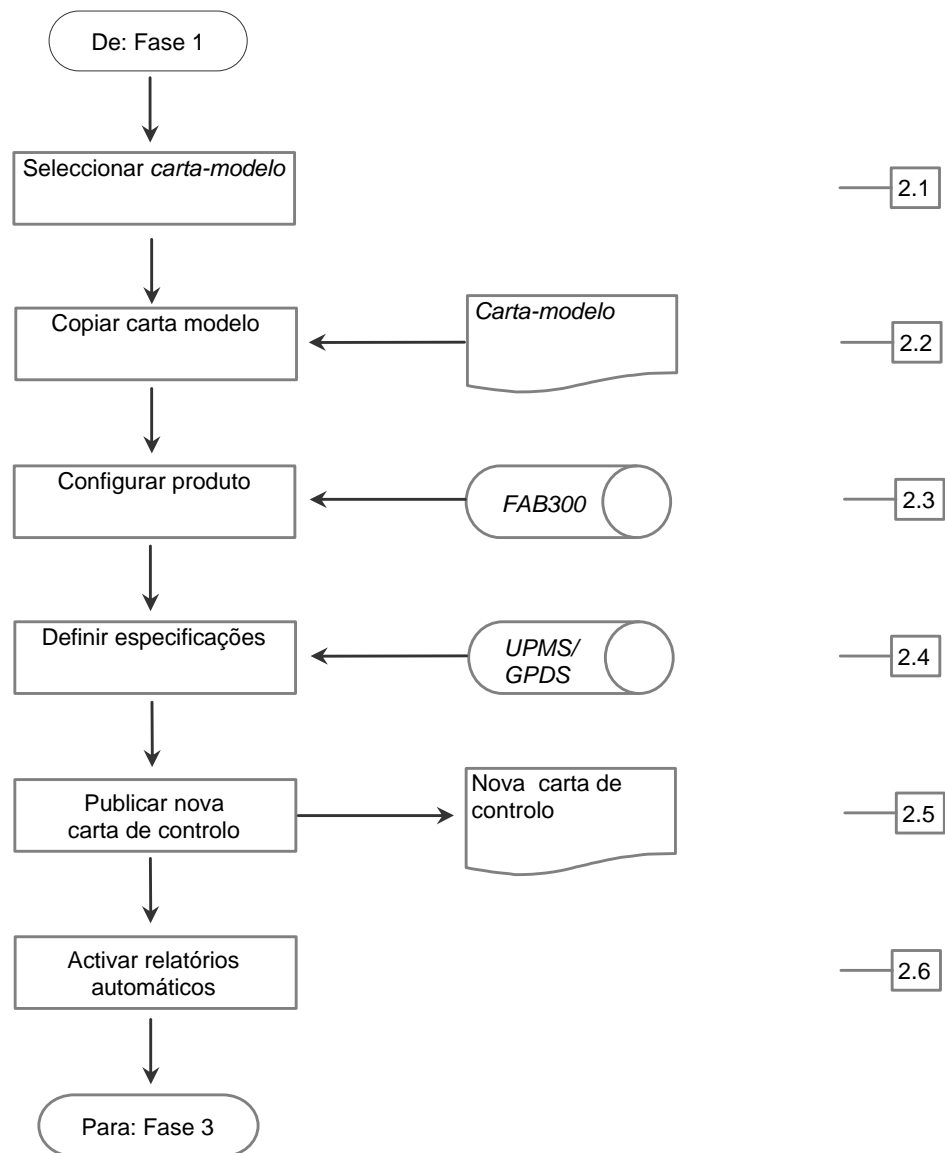 De: Fase 1
Seleccionar carta-modelo
2.1
Copiar carta modelo
Carta-modelo
2.2
Configurar produto
FAB300
2.3
Definir especificações
UPMS/
GPDS
2.4
Publicar nova
carta de controlo
Nova carta de
controlo
2.5
Activar relatórios
automáticos
2.6
Para: Fase 3